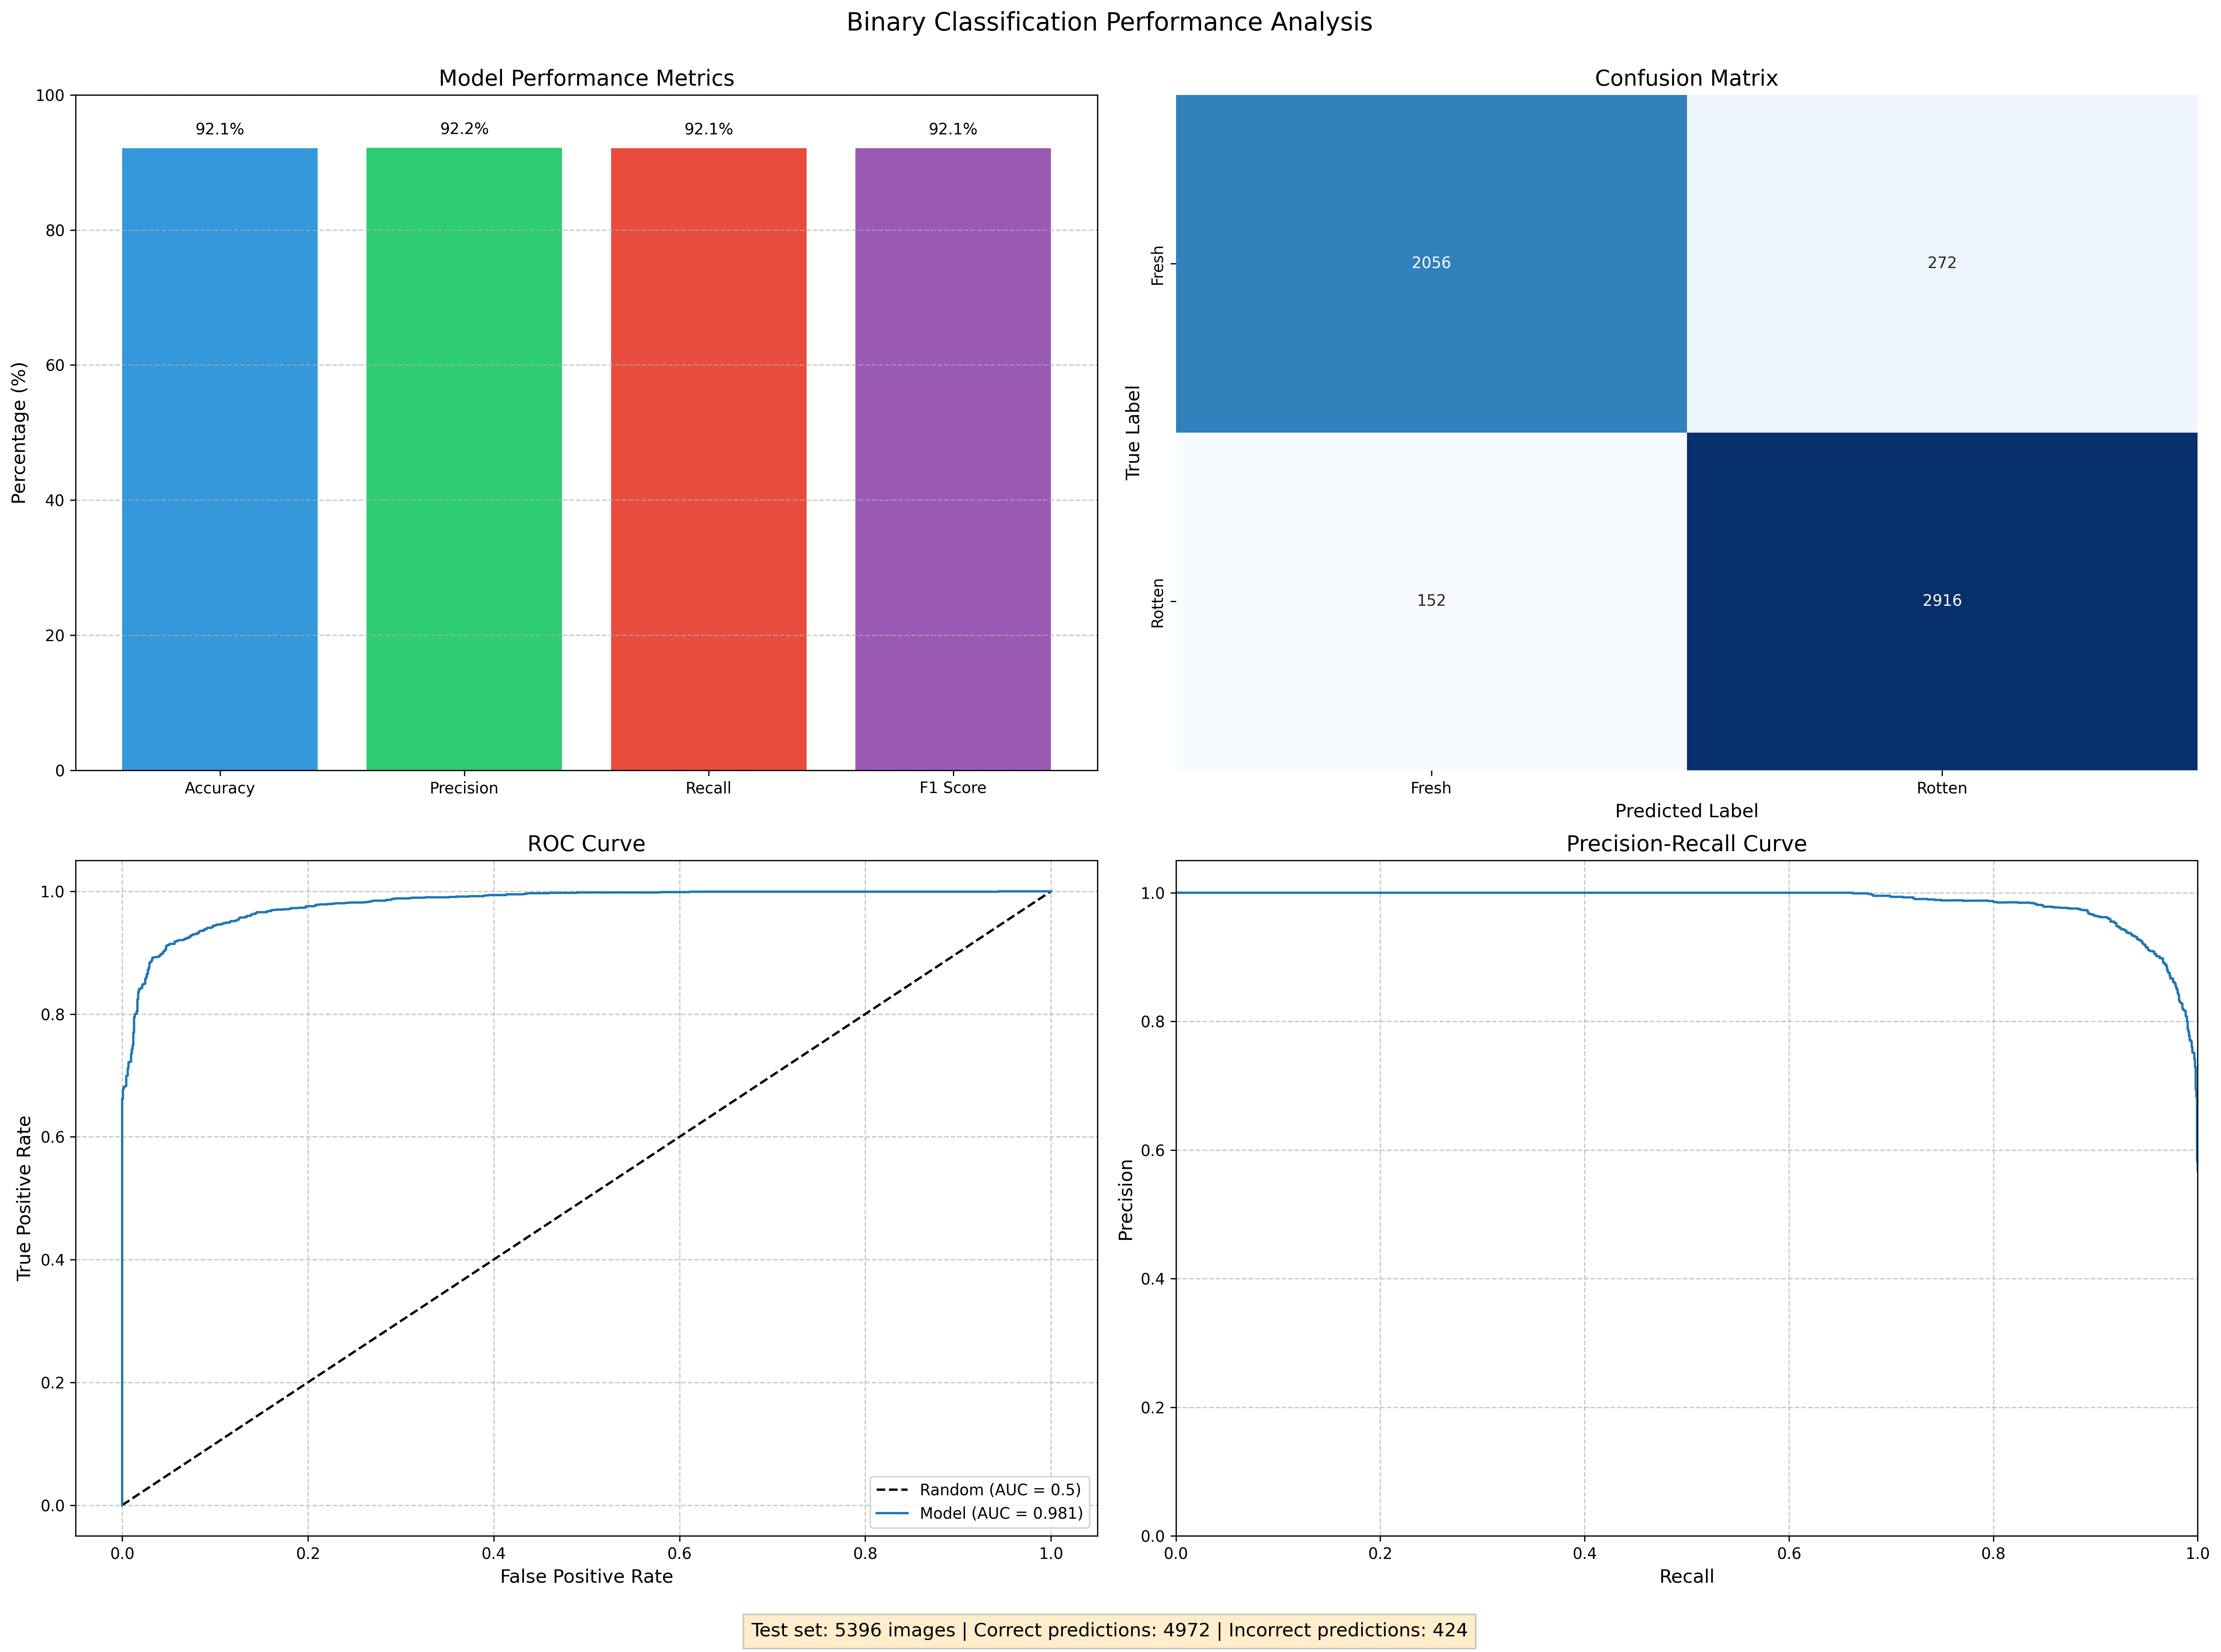 Binary Classification Performance Analysis
Model Performance Metrics
100
80
60
40
20
0
Percentage (%)
92.1%
92.2%
92.1%
92.1%
Accuracy
Precision
Recall
F1 Score
Confusion Matrix
True Label
Fresh
Rotten
2056
272
152
2916
Fresh
Rotten
Predicted Label
ROC Curve
True Positive Rate
1.0
0.8
0.6
0.4
0.2
0.0
Random (AUC = 0.5)
Model (AUC = 0.981)
0.0
0.2
0.4
0.6
0.8
1.0
False Positive Rate
Precision-Recall Curve
Precision
1.0
0.8
0.6
0.4
0.2
0.0
0.0
0.2
0.4
0.6
0.8
1.0
Recall
Test set: 5396 images | Correct predictions: 4972 | Incorrect predictions: 424